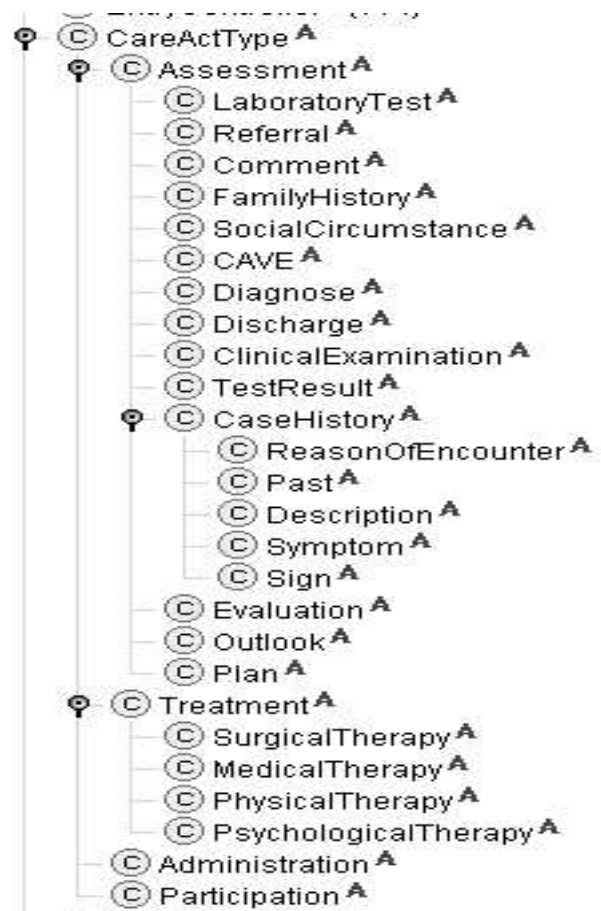 CareActType A
Assessment A
LaboratoryTest A
Referral A
Comment A
FamilyHistory A
SocialCircumstance A
CAVE A
Diagnose A
Discharge A
ClinicalExamination A
TestResult A
CaseHistory A
ReasonOfEncounter A
Past A
Description A
Symptom A
Sign A
Evaluation A
Outlook A
Plan A
Treatment A
SurgicalTherapy A
MedicalTherapy A
PhysicalTherapy A
PsychologicalTherapy A
Administration A
Participation A